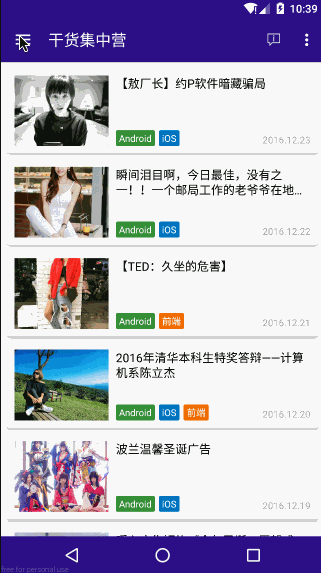 10:39
干货集中营
【敖厂长】约P软件暗藏骗局
Android iOS
2016.12.23
瞬间泪目啊，今日最佳，没有之
一！！一个邮局工作的老爷爷在地...
Android iOS
2016.12.22
【TED：久坐的危害】
Android 前端
2016.12.21
2016年清华本科生特奖答辩——计算
机系陈立杰
Android iOS 前端
2016.12.20
波兰温馨圣诞广告
Android iOS
2016.12.19
free for personal use